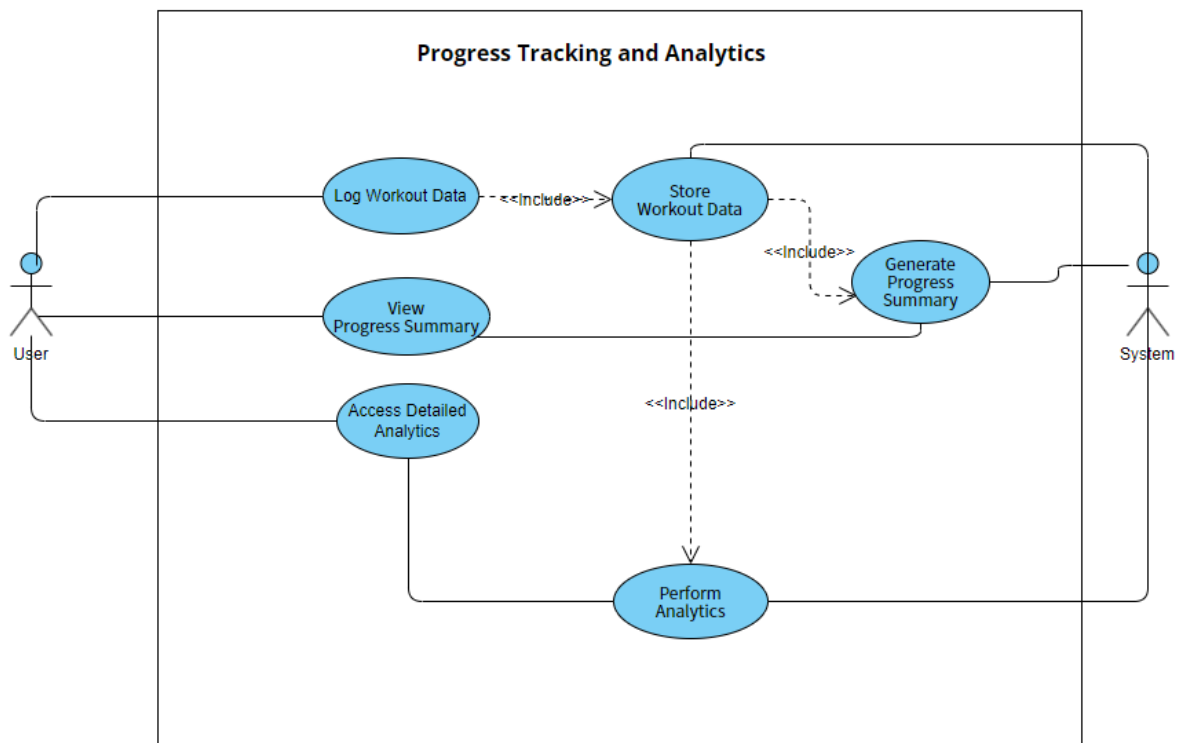 Progress Tracking and Analytics
Log Workout Data
<<Include>>
Store
Workout Data
<<Include>>
Generate
Progress
Summary
View
Progress Summary
User
System
Access Detailed
Analytics
<<Include>>
Perform
Analytics